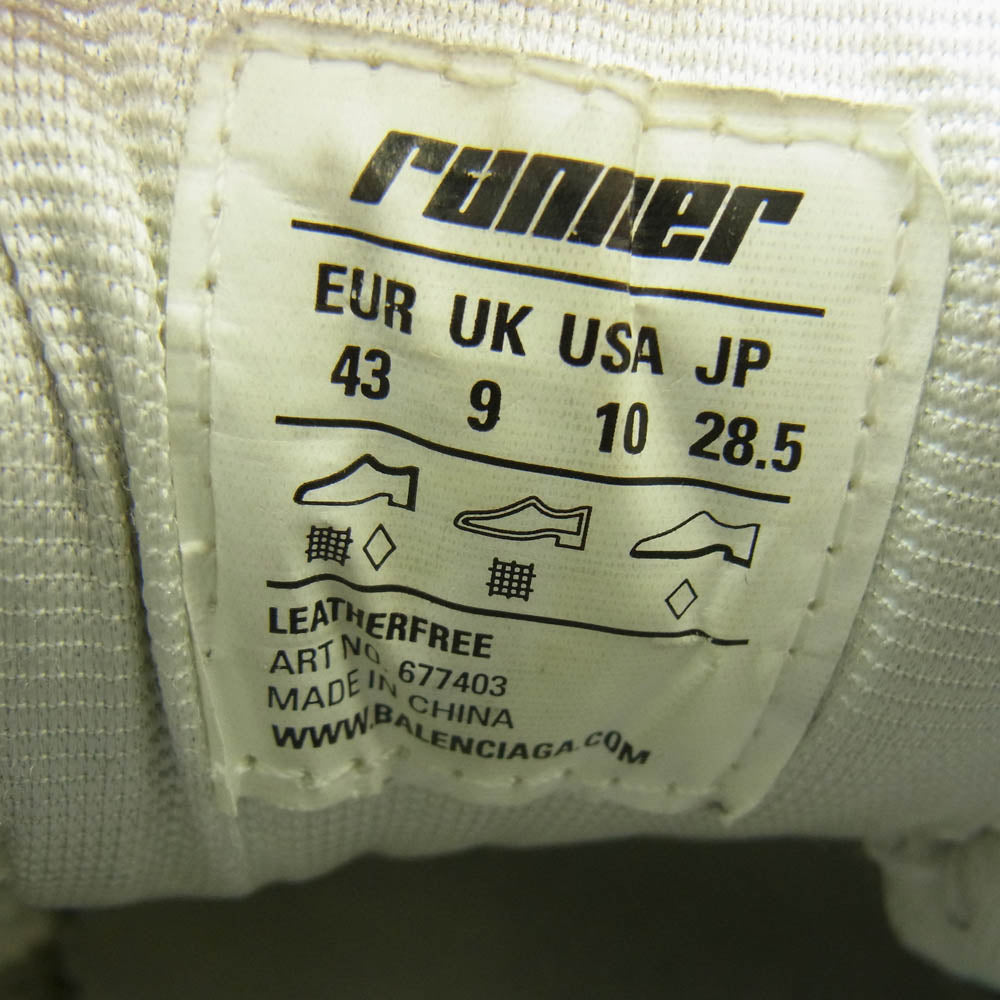 runner
EUR UK USA JP
43 9 10 28.5
LEATHERFREE
ART NO. 677403
MADE IN CHINA
WWW.BALENCIAGA.COM